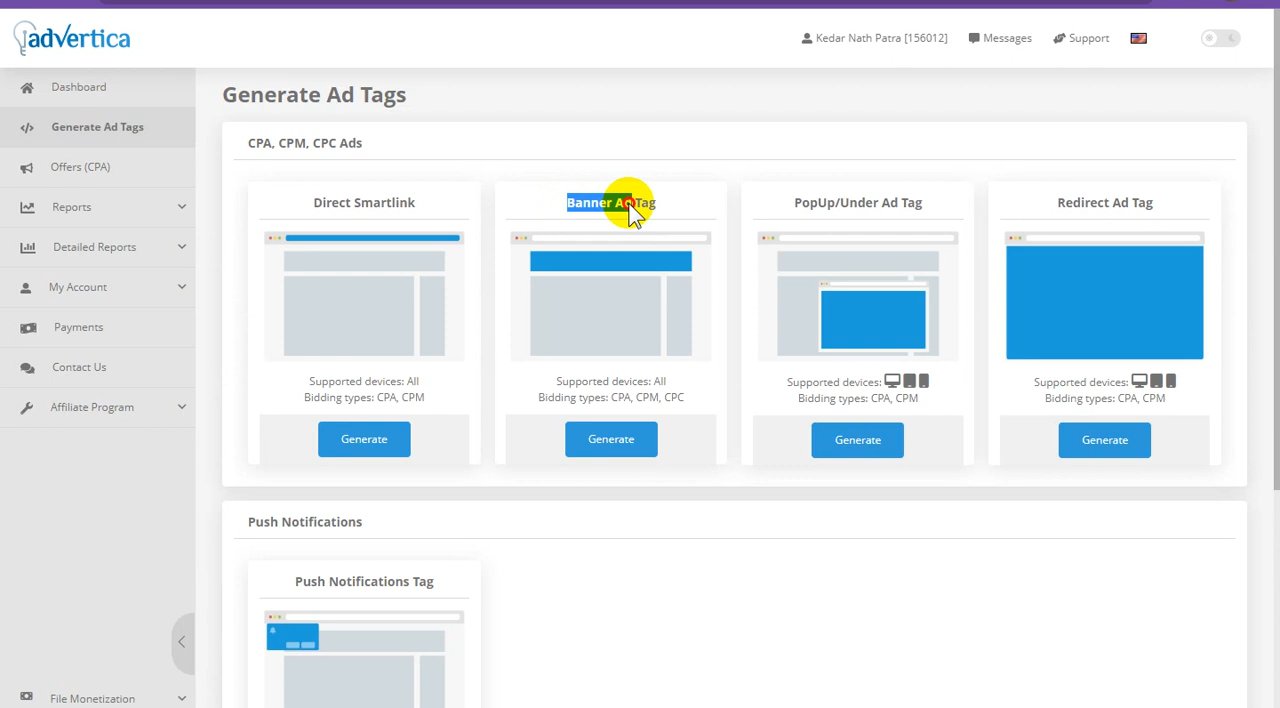 advertica
Kedar Nath Patra [156012]
Messages
Support
Dashboard
Generate Ad Tags
Offers (CPA)
Reports
Detailed Reports
My Account
Payments
Contact Us
Affiliate Program
File Monetization
Generate Ad Tags
CPA, CPM, CPC Ads
Direct Smartlink
Supported devices: All
Bidding types: CPA, CPM
Generate
Banner Ad Tag
Supported devices: All
Bidding types: CPA, CPM, CPC
Generate
PopUp/Under Ad Tag
Supported devices:
Bidding types: CPA, CPM
Generate
Redirect Ad Tag
Supported devices:
Bidding types: CPA, CPM
Generate
Push Notifications
Push Notifications Tag